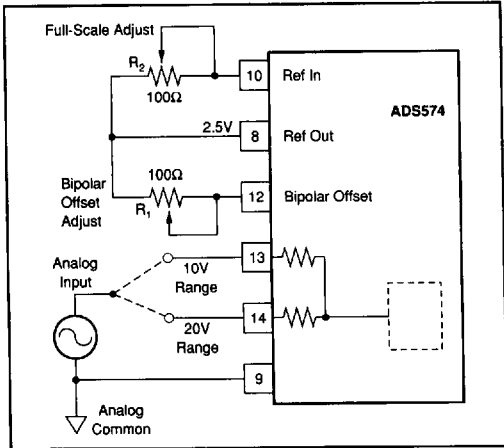 Full-Scale Adjust
R2
100Ω
10 Ref In
ADS574
2.5V
8 Ref Out
100Ω
Bipolar
Offset
Adjust
R1
12 Bipolar Offset
Analog
Input
10V
Range
13
20V
Range
14
9
Analog
Common